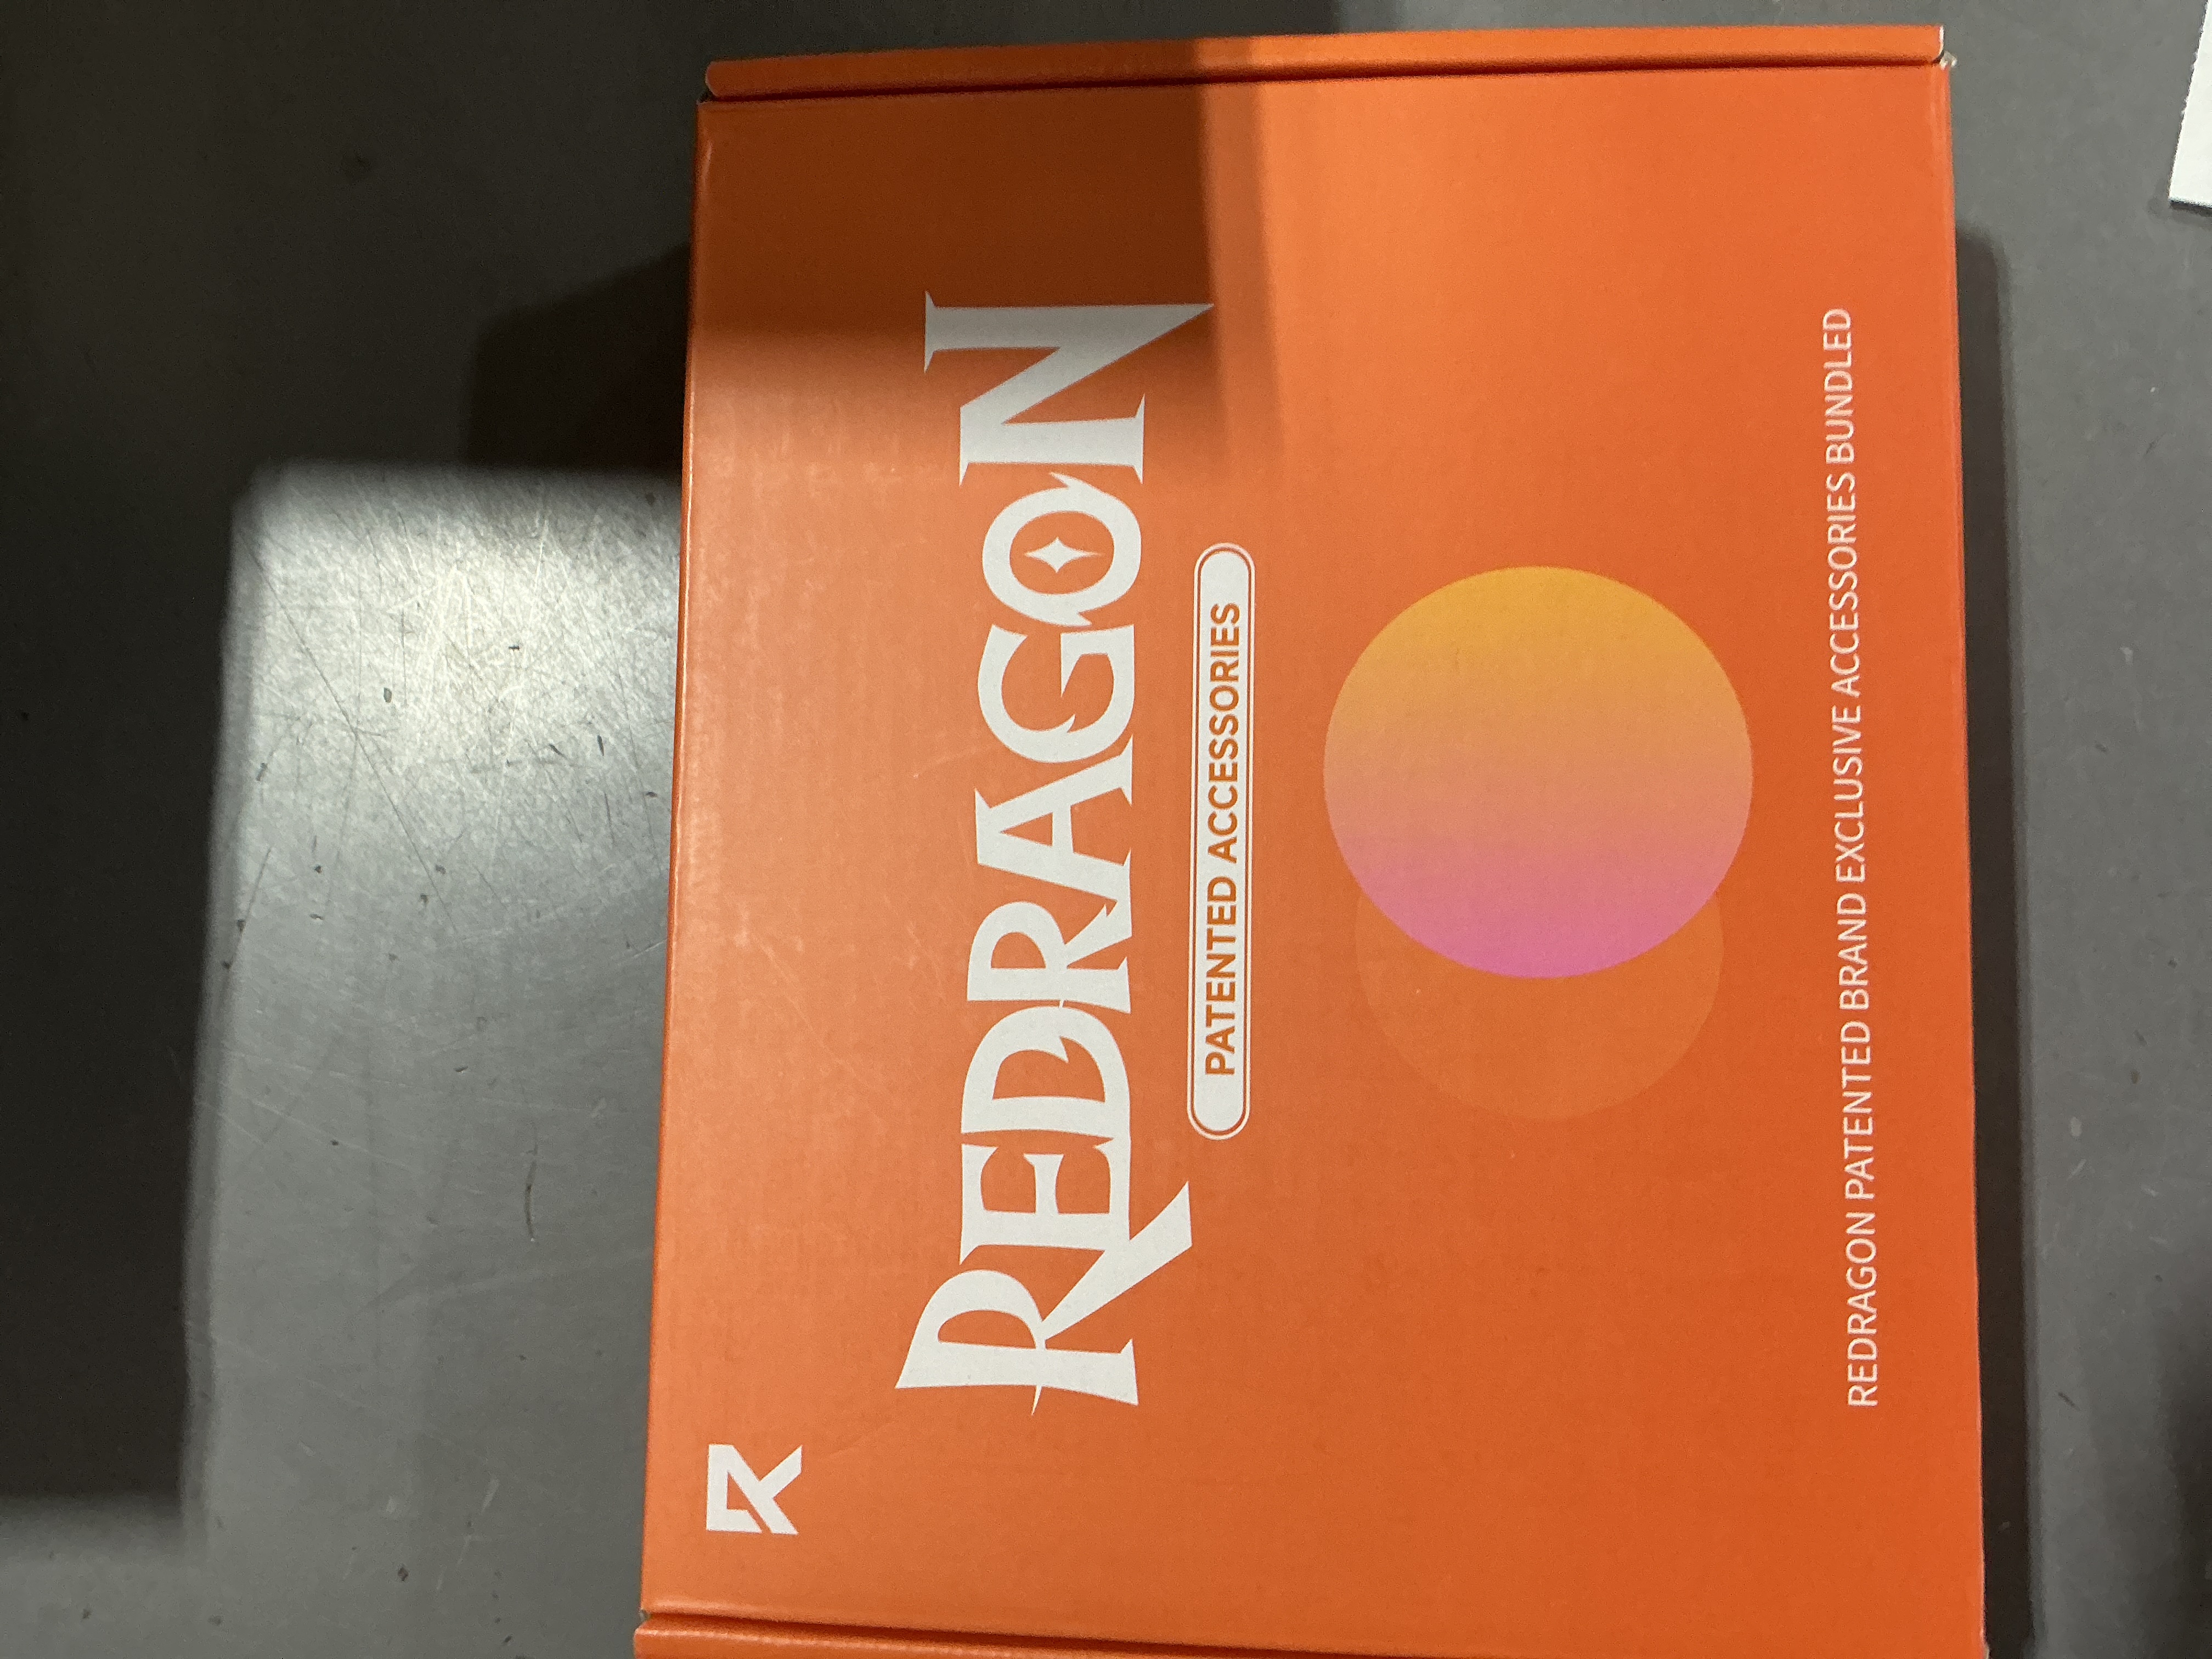 R
REDRAGON
PATENTED ACCESSORIES
REDRAGON PATENTED BRAND EXCLUSIVE ACCESSORIES BUNDLED